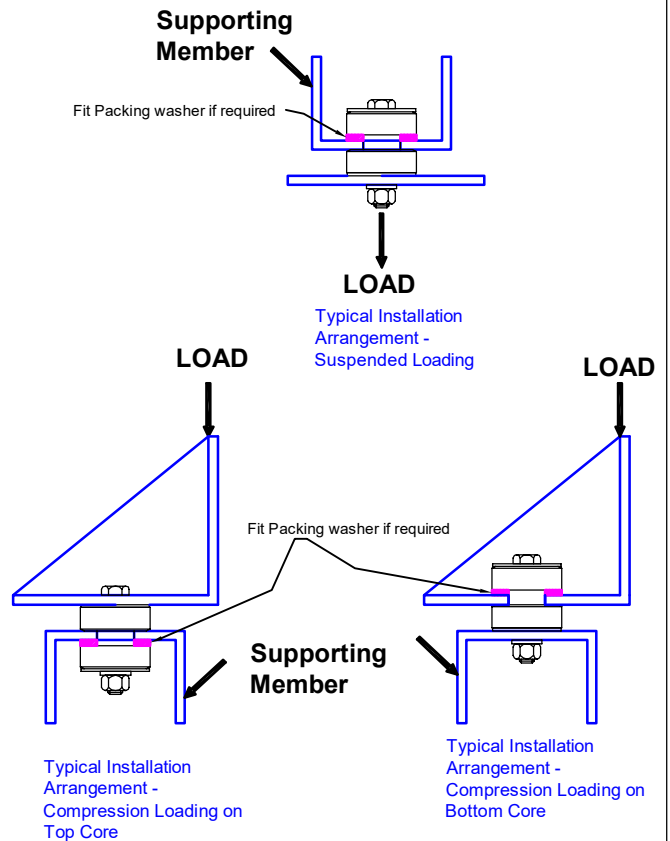 Supporting
Member
Fit Packing washer if required
LOAD
Typical Installation
Arrangement -
Suspended Loading
LOAD
LOAD
Fit Packing washer if required
Supporting
Member
Typical Installation
Arrangement -
Compression Loading on
Top Core
Typical Installation
Arrangement -
Compression Loading on
Bottom Core